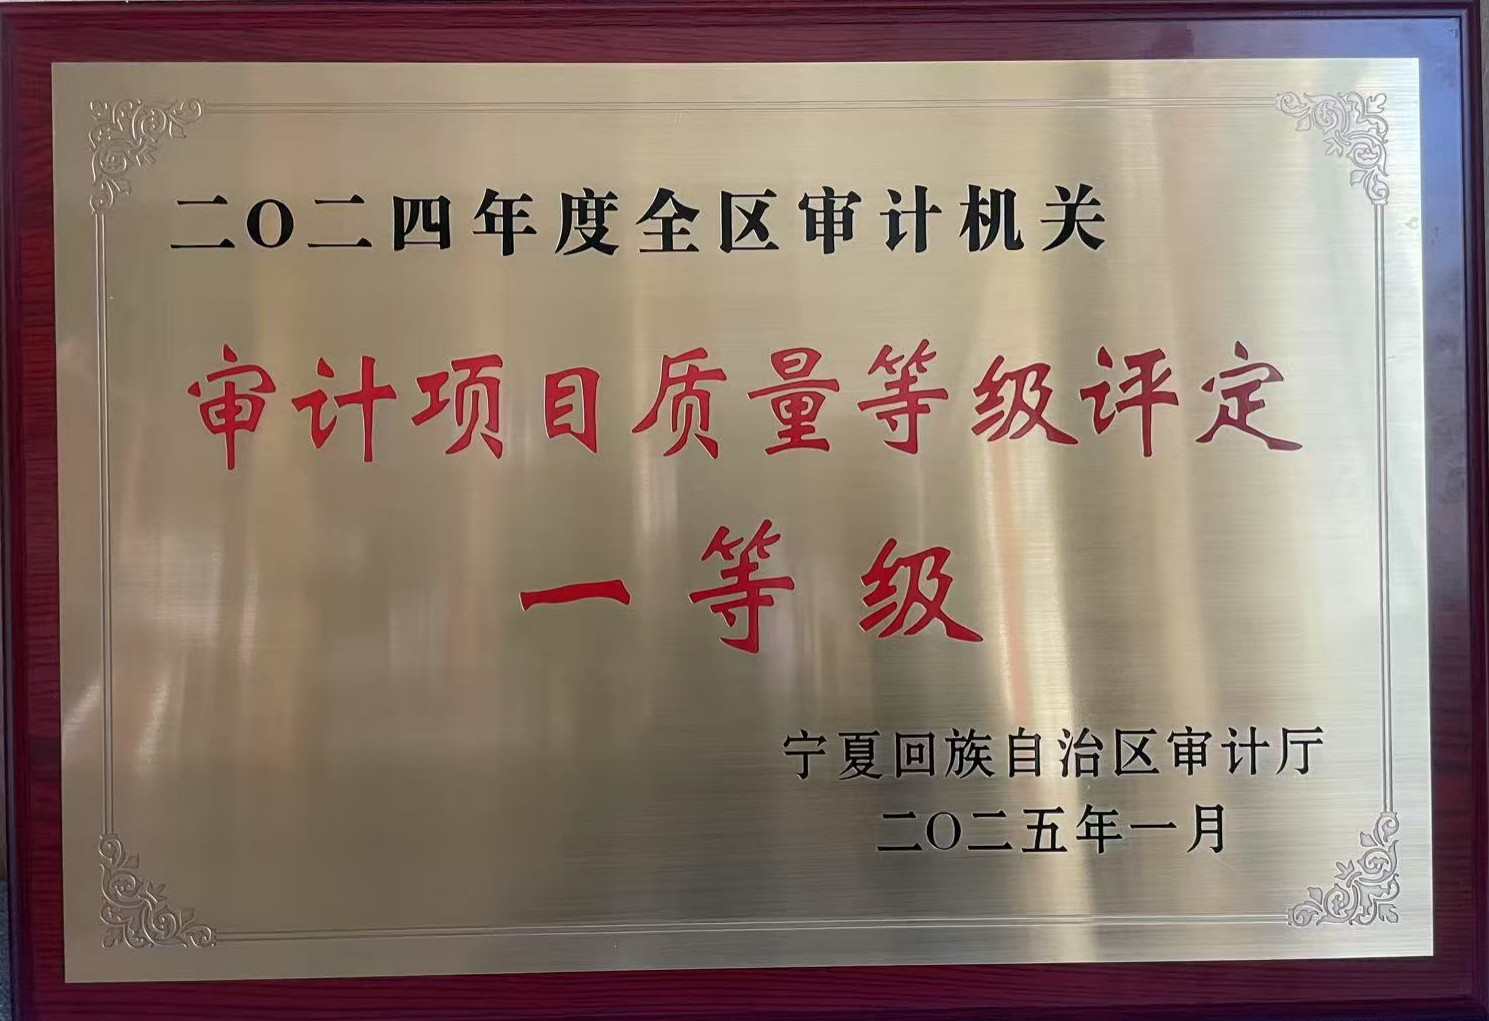 二〇二四年度全区审计机关
审计项目质量等级评定
一等级
宁夏回族自治区审计厅
二〇二五年一月